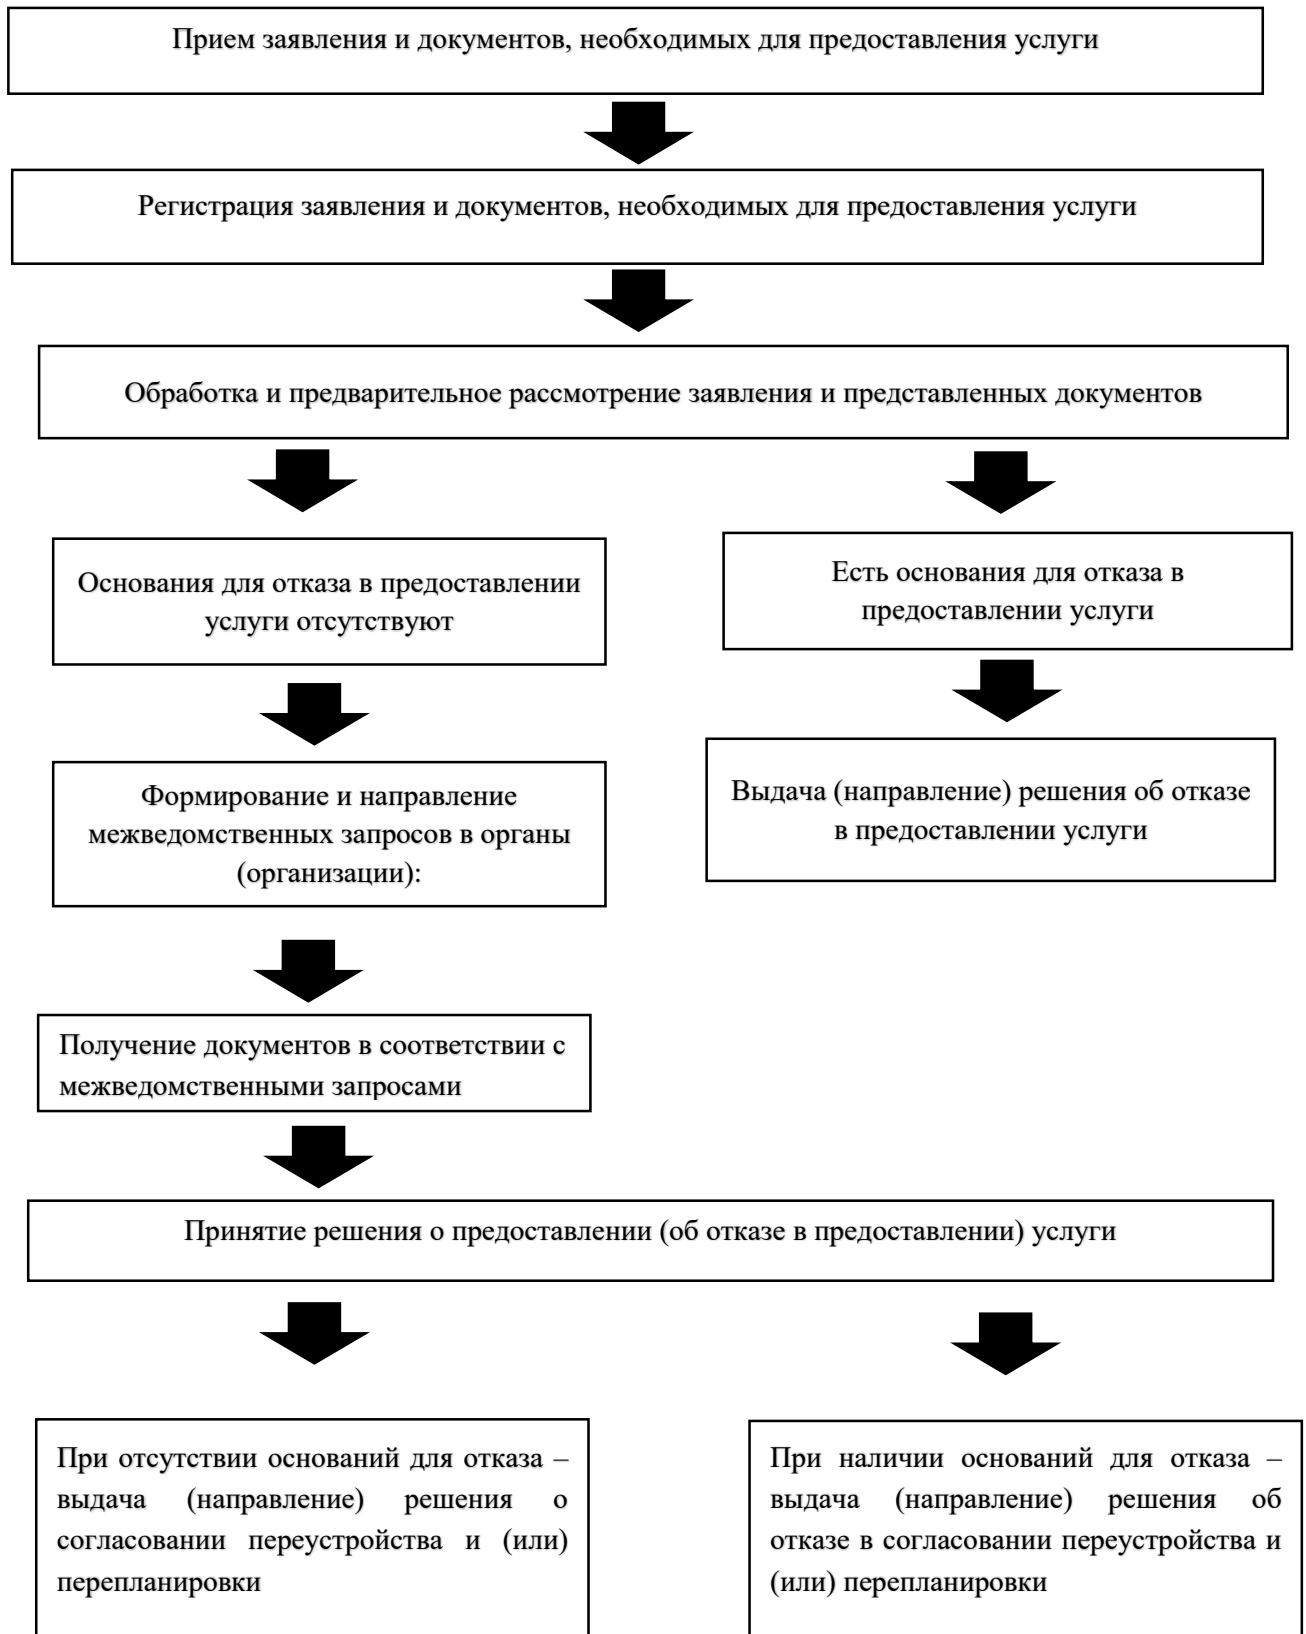 Прием заявления и документов, необходимых для предоставления услуги
Регистрация заявления и документов, необходимых для предоставления услуги
Обработка и предварительное рассмотрение заявления и представленных документов
Основания для отказа в предоставлении
услуги отсутствуют
Есть основания для отказа в
предоставлении услуги
Формирование и направление
межведомственных запросов в органы
(организации):
Выдача (направление) решения об отказе
в предоставлении услуги
Получение документов в соответствии с
межведомственными запросами
Принятие решения о предоставлении (об отказе в предоставлении) услуги
При отсутствии оснований для отказа –
выдача (направление) решения о
согласовании переустройства и (или)
перепланировки
При наличии оснований для отказа –
выдача (направление) решения об
отказе в согласовании переустройства и
(или) перепланировки